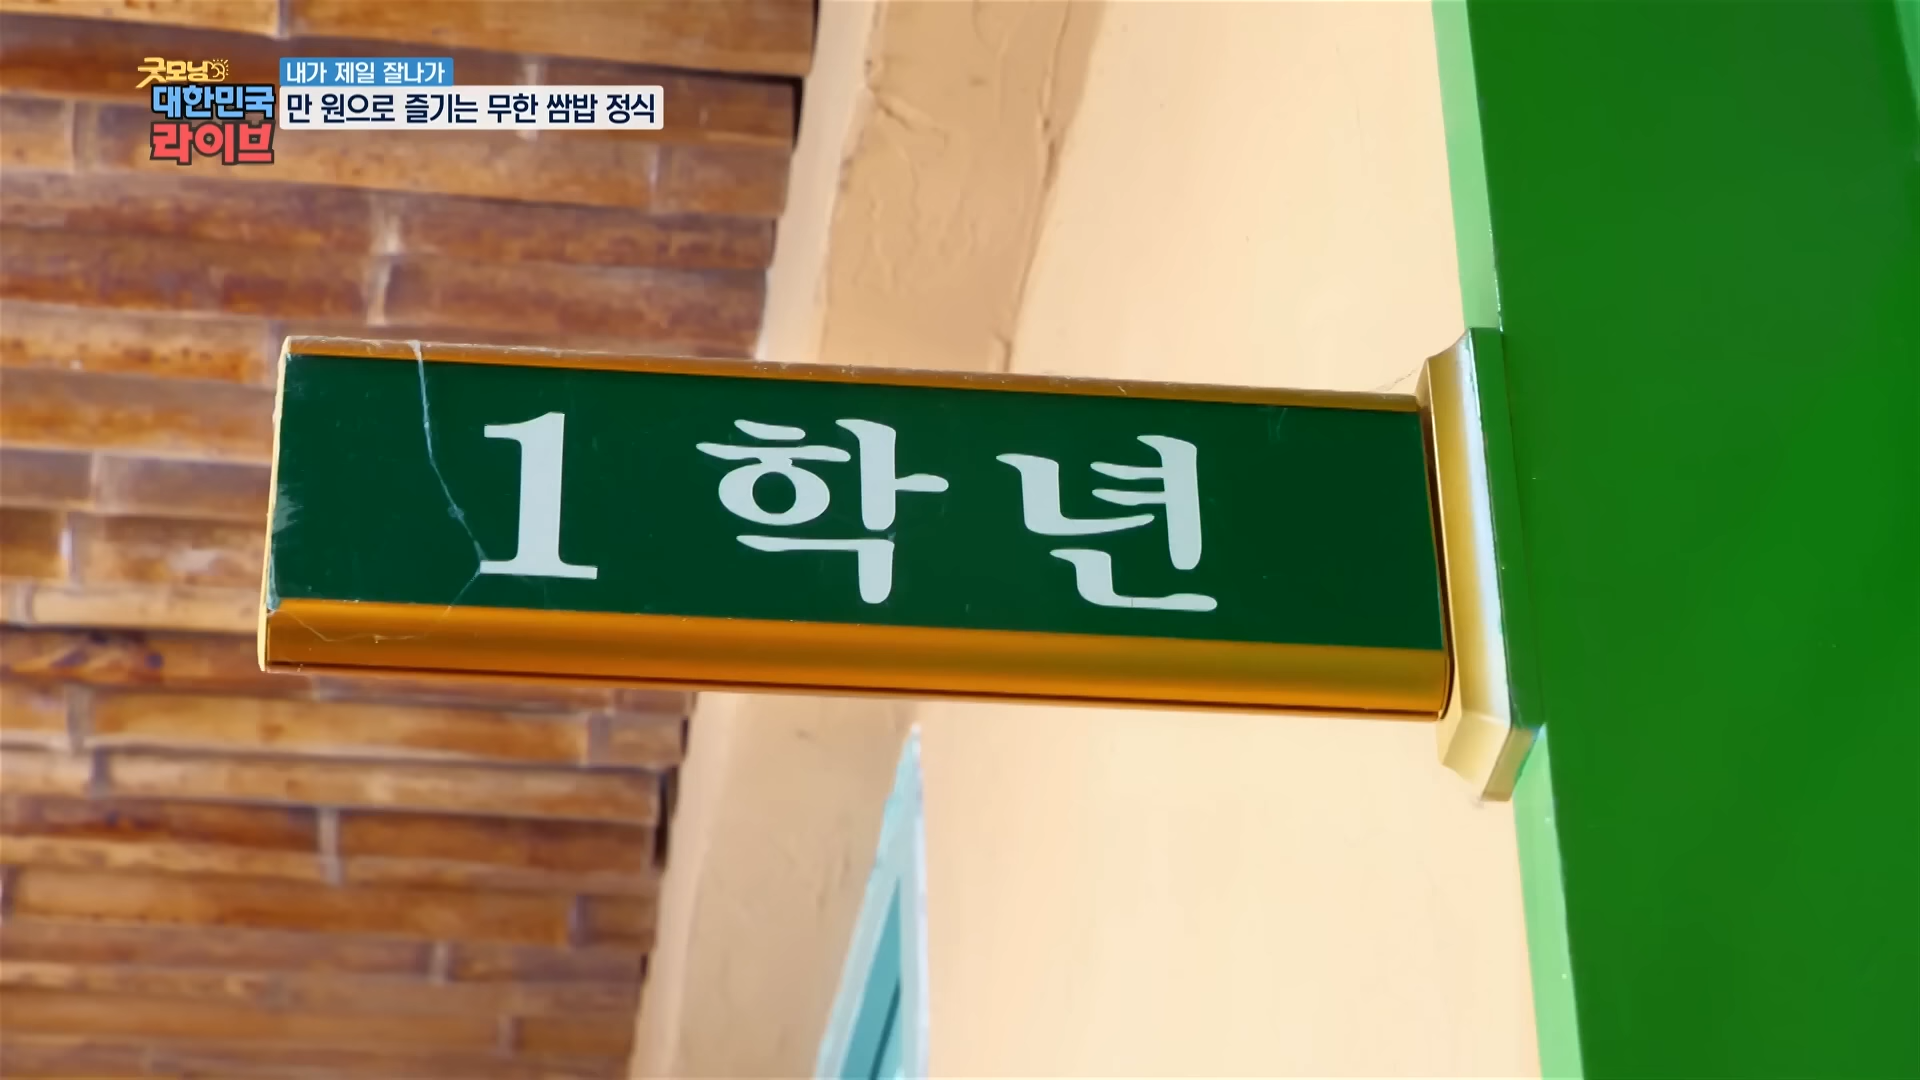 굿모닝
대한민국
라이브
내가 제일 잘나가
만 원으로 즐기는 무한 쌈밥 정식
1학년